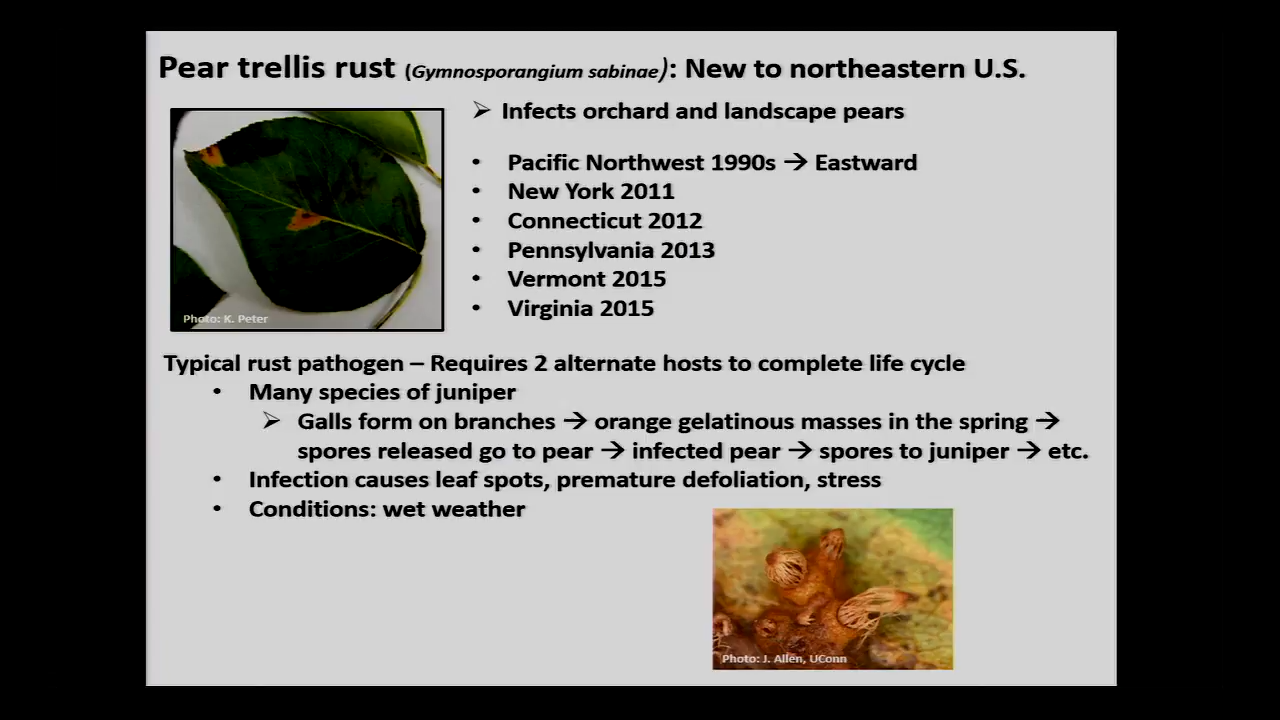 Pear trellis rust (Gymnosporangium sabinae): New to northeastern U.S.
➢ Infects orchard and landscape pears
• Pacific Northwest 1990s → Eastward
• New York 2011
• Connecticut 2012
• Pennsylvania 2013
• Vermont 2015
• Virginia 2015
Photo: K. Peter
Typical rust pathogen – Requires 2 alternate hosts to complete life cycle
• Many species of juniper
➢ Galls form on branches → orange gelatinous masses in the spring →
spores released go to pear → infected pear → spores to juniper → etc.
• Infection causes leaf spots, premature defoliation, stress
• Conditions: wet weather
Photo: J. Allen, UConn